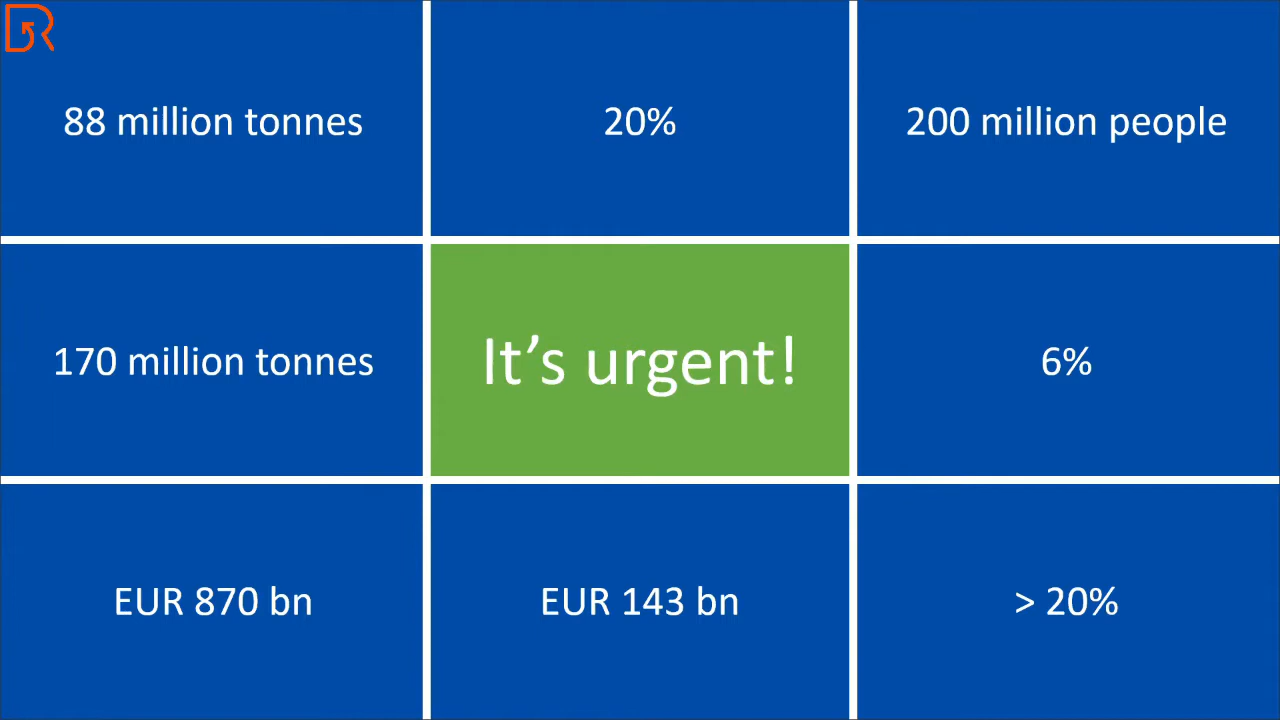 88 million tonnes
20%
200 million people
170 million tonnes
It’s urgent!
6%
EUR 870 bn
EUR 143 bn
> 20%